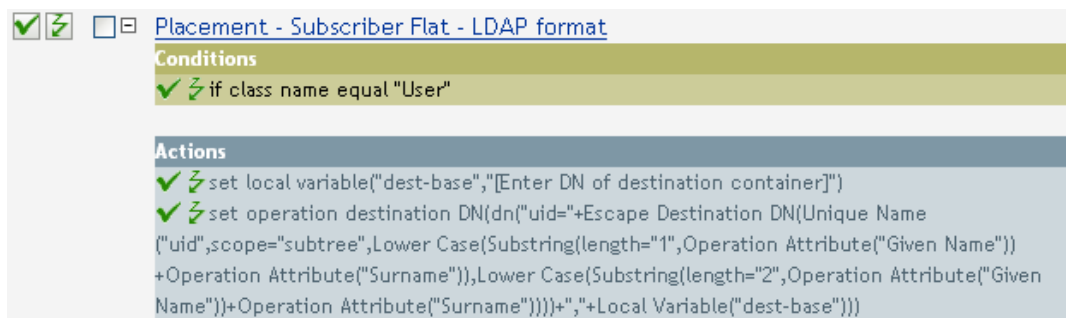 Placement - Subscriber Flat - LDAP format
Conditions
if class name equal "User"
Actions
set local variable("dest-base","[Enter DN of destination container]")
set operation destination DN(dn("uid="+Escape Destination DN(Unique Name
("uid",scope="subtree",Lower Case(Substring(length="1",Operation Attribute("Given Name"))
+Operation Attribute("Surname")),Lower Case(Substring(length="2",Operation Attribute("Given
Name"))+Operation Attribute("Surname"))))+","+Local Variable("dest-base")))